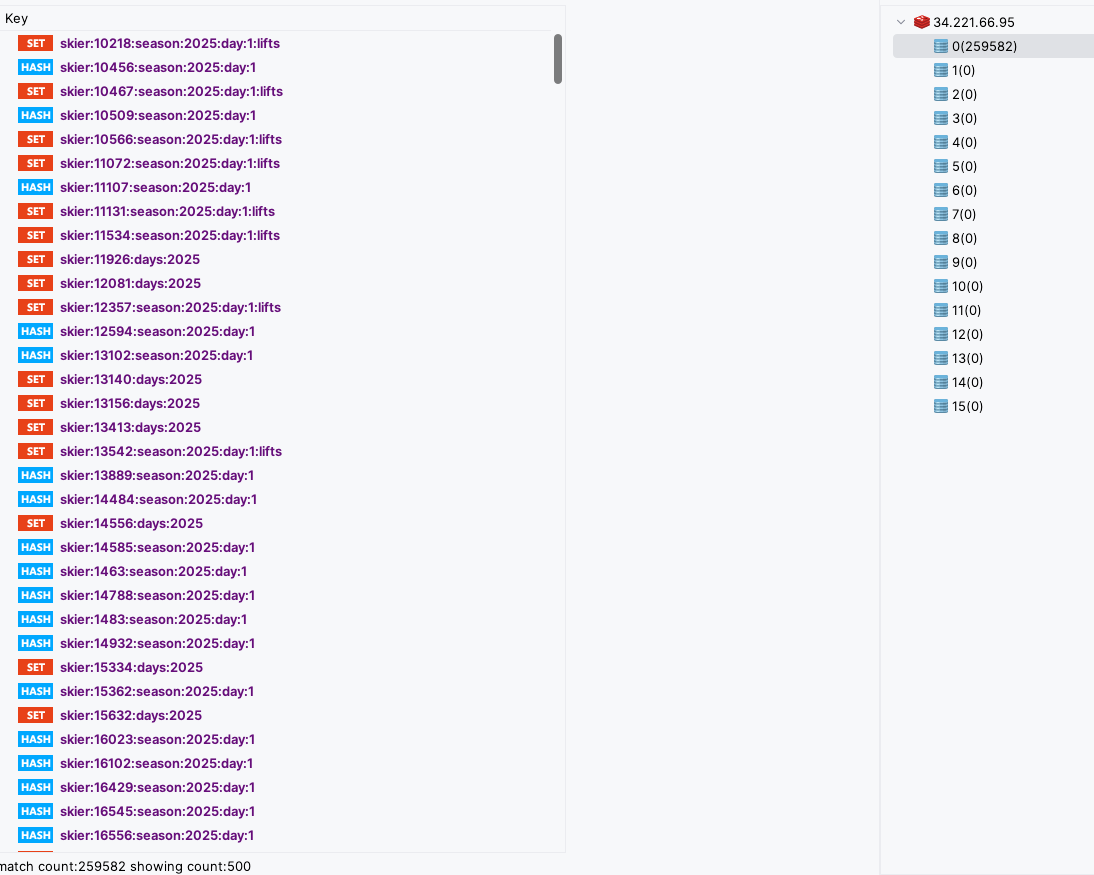 Key
SET skier:10218:season:2025:day:1:lifts
HASH skier:10456:season:2025:day:1
SET skier:10467:season:2025:day:1:lifts
HASH skier:10509:season:2025:day:1
SET skier:10566:season:2025:day:1:lifts
SET skier:11072:season:2025:day:1:lifts
HASH skier:11107:season:2025:day:1
SET skier:11131:season:2025:day:1:lifts
SET skier:11534:season:2025:day:1:lifts
SET skier:11926:days:2025
SET skier:12081:days:2025
SET skier:12357:season:2025:day:1:lifts
HASH skier:12594:season:2025:day:1
HASH skier:13102:season:2025:day:1
SET skier:13140:days:2025
SET skier:13156:days:2025
SET skier:13413:days:2025
SET skier:13542:season:2025:day:1:lifts
HASH skier:13889:season:2025:day:1
HASH skier:14484:season:2025:day:1
SET skier:14556:days:2025
HASH skier:14585:season:2025:day:1
HASH skier:1463:season:2025:day:1
HASH skier:14788:season:2025:day:1
HASH skier:1483:season:2025:day:1
HASH skier:14932:season:2025:day:1
SET skier:15334:days:2025
HASH skier:15362:season:2025:day:1
SET skier:15632:days:2025
HASH skier:16023:season:2025:day:1
HASH skier:16102:season:2025:day:1
HASH skier:16429:season:2025:day:1
HASH skier:16545:season:2025:day:1
HASH skier:16556:season:2025:day:1
match count:259582 showing count:500
34.221.66.95
0(259582)
1(0)
2(0)
3(0)
4(0)
5(0)
6(0)
7(0)
8(0)
9(0)
10(0)
11(0)
12(0)
13(0)
14(0)
15(0)